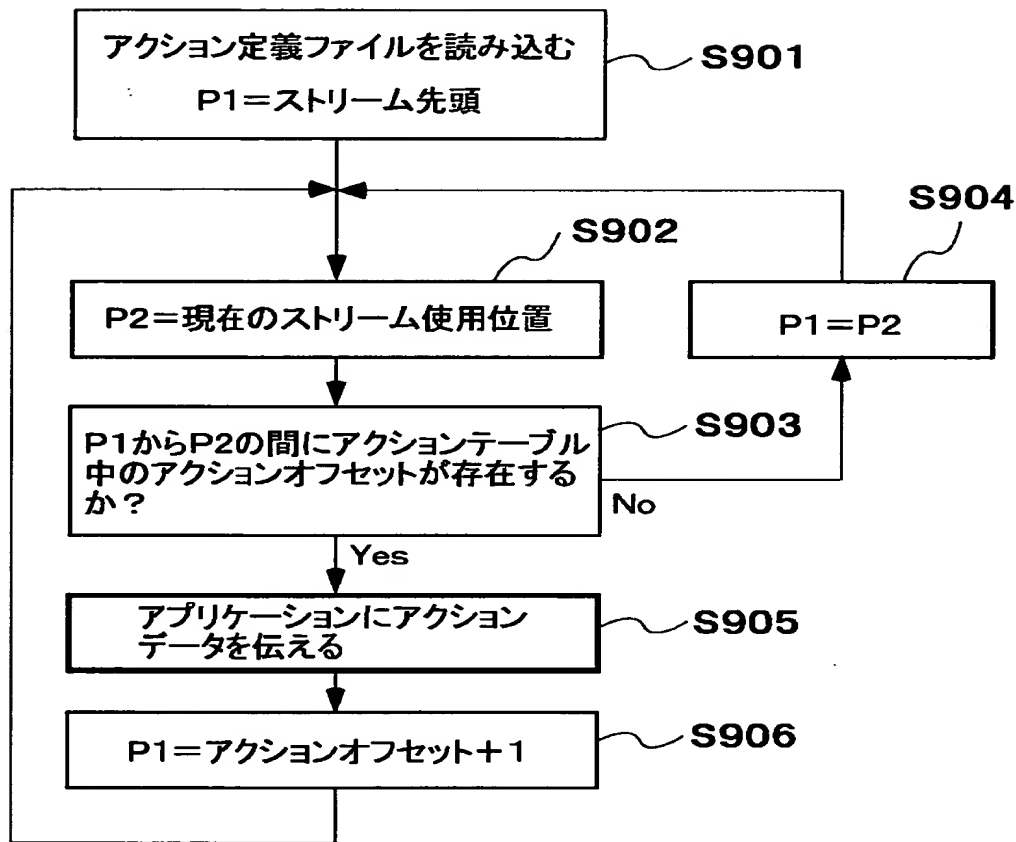 アクション定義ファイルを読み込む
P1=ストリーム先頭
S901
S904
S902
P2=現在のストリーム使用位置
P1=P2
S903
P1からP2の間にアクションテーブル
中のアクションオフセットが存在する
か?
No
Yes
アプリケーションにアクション
データを伝える
S905
P1=アクションオフセット+1
S906